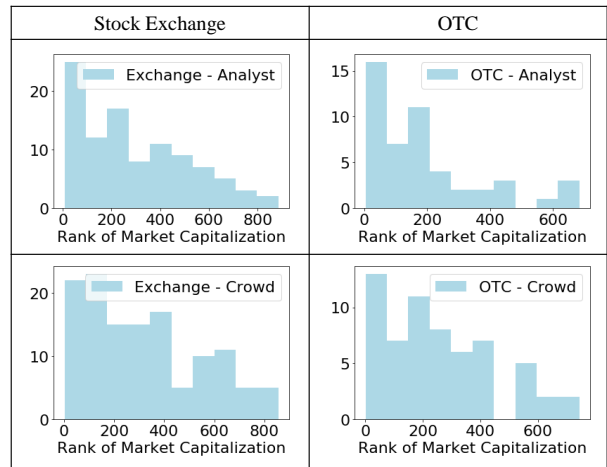 Stock Exchange
OTC
Exchange - Analyst
20
10
0
0 200 400 600 800
Rank of Market Capitalization
OTC - Analyst
15
10
5
0
0 200 400 600
Rank of Market Capitalization
Exchange - Crowd
20
10
0
0 200 400 600 800
Rank of Market Capitalization
OTC - Crowd
10
5
0
0 200 400 600
Rank of Market Capitalization